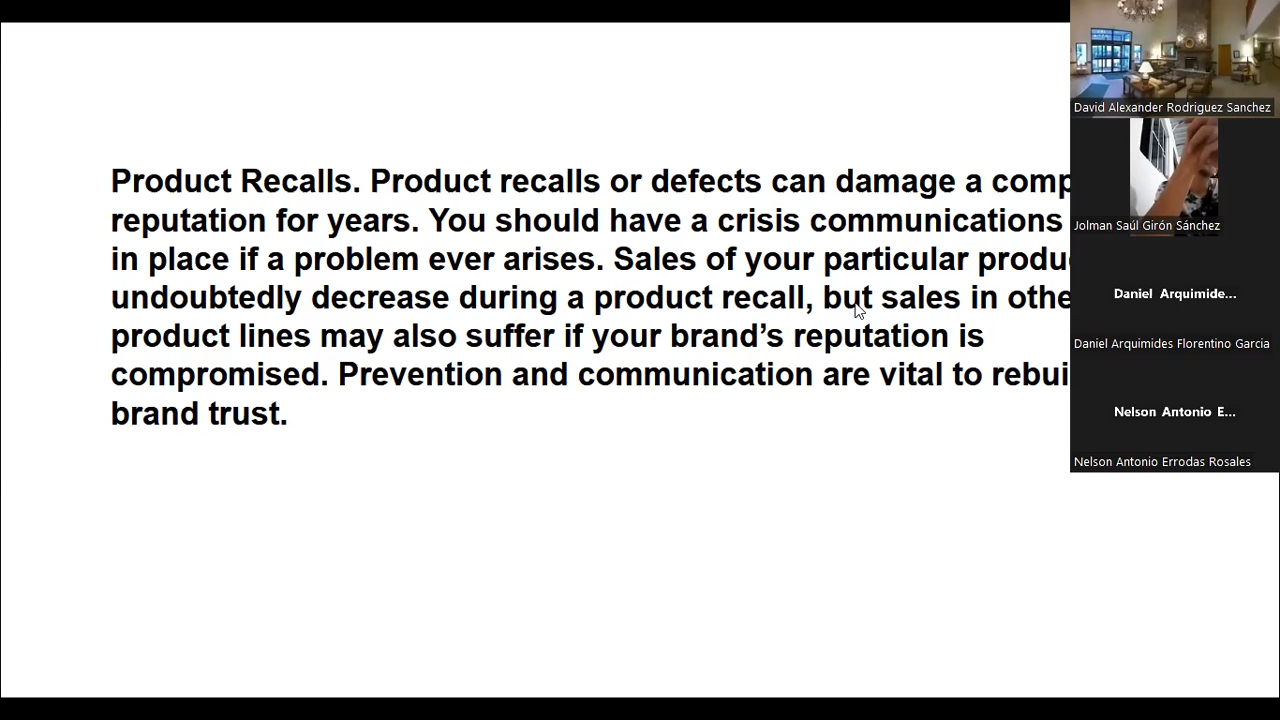 Product Recalls. Product recalls or defects can damage a comp
reputation for years. You should have a crisis communications
in place if a problem ever arises. Sales of your particular produ
undoubtedly decrease during a product recall, but sales in othe
product lines may also suffer if your brand’s reputation is
compromised. Prevention and communication are vital to rebui
brand trust.
David Alexander Rodríguez Sanchez
Jolman Saúl Girón Sánchez
Daniel Arquimide...
Daniel Arquimides Florentino Garcia
Nelson Antonio E...
Nelson Antonio Errodas Rosales